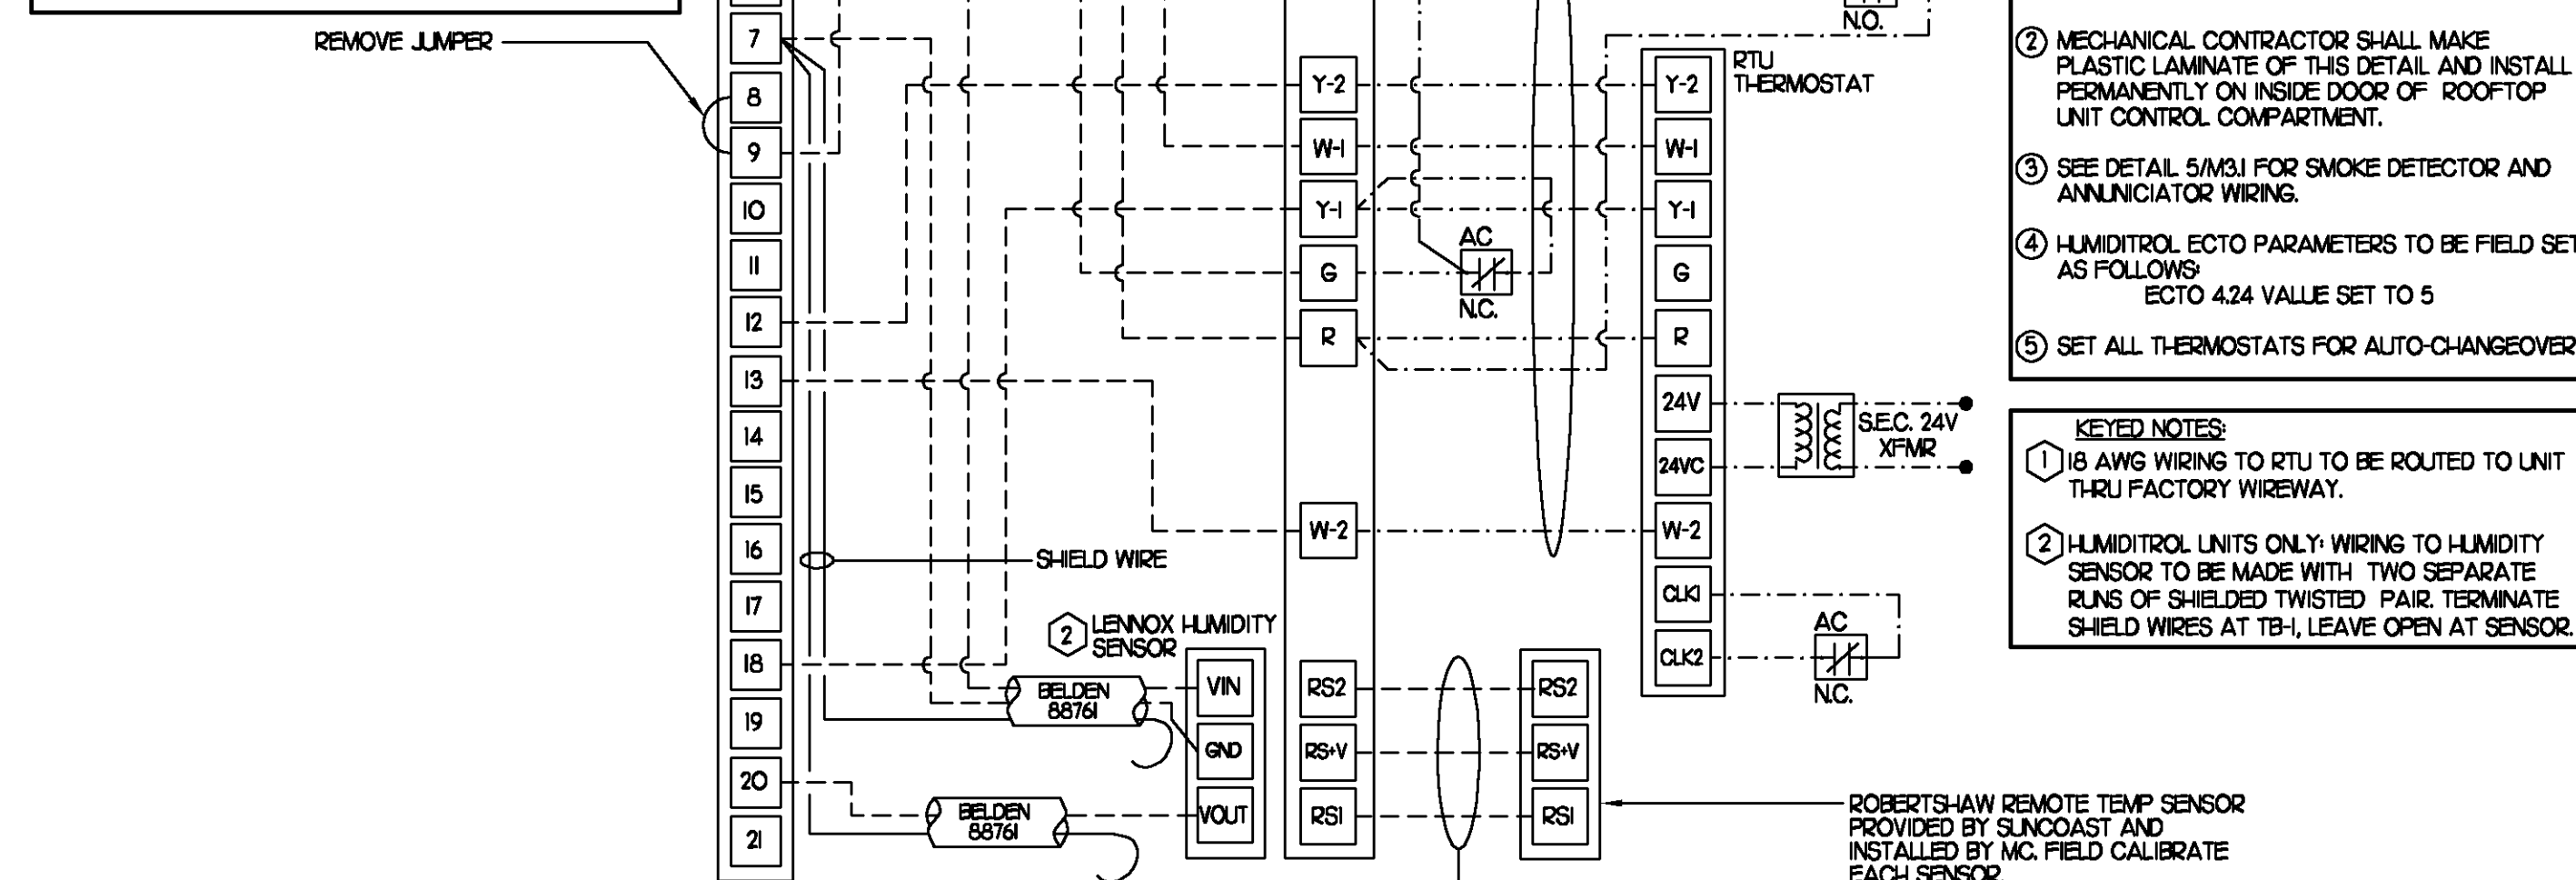 REMOVE JUMPER
7
8
9
10
11
12
13
14
15
16
17
18
19
20
21
SHIELD WIRE
2 LENNOX HUMIDITY
SENSOR
BELDEN
88761
BELDEN
88761
VIN
GND
VOUT
Y-2
W-1
Y-1
G
R
W-2
RS2
RS+V
RS1
AC
N.C.
RS2
RS+V
RS1
N.O.
RTU
THERMOSTAT
Y-2
W-1
Y-1
G
R
24V
24VC
W-2
CLK1
CLK2
S.E.C. 24V
XFMR
AC
N.C.
ROBERTSHAW REMOTE TEMP SENSOR
PROVIDED BY SUNCOAST AND
INSTALLED BY MC. FIELD CALIBRATE
EACH SENSOR.
2 MECHANICAL CONTRACTOR SHALL MAKE
PLASTIC LAMINATE OF THIS DETAIL AND INSTALL
PERMANENTLY ON INSIDE DOOR OF ROOFTOP
UNIT CONTROL COMPARTMENT.
3 SEE DETAIL 5/M3.1 FOR SMOKE DETECTOR AND
ANNUNICIATOR WIRING.
4 HUMIDITROL ECTO PARAMETERS TO BE FIELD SET
AS FOLLOWS:
ECTO 4.24 VALUE SET TO 5
5 SET ALL THERMOSTATS FOR AUTO-CHANGEOVER
KEYED NOTES:
1 18 AWG WIRING TO RTU TO BE ROUTED TO UNIT
THRU FACTORY WIREWAY.
2 HUMIDITROL UNITS ONLY: WIRING TO HUMIDITY
SENSOR TO BE MADE WITH TWO SEPARATE
RUNS OF SHIELDED TWISTED PAIR. TERMINATE
SHIELD WIRES AT TB-1, LEAVE OPEN AT SENSOR.